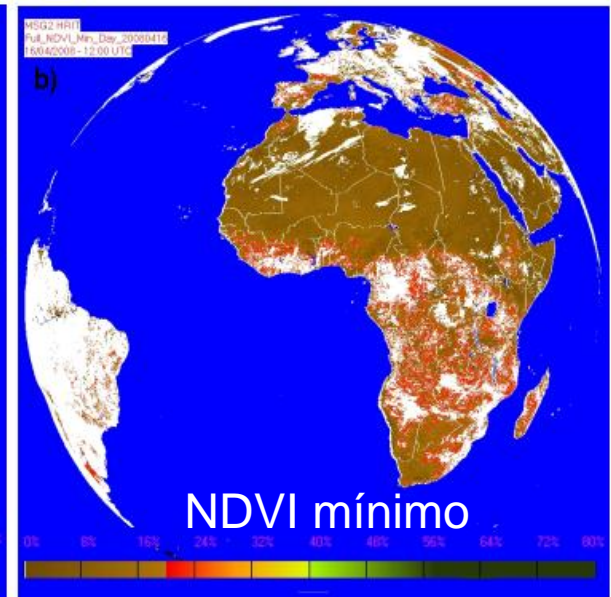 MSG2 HRIT
Full_NDVI_Min_Day_20080416
16/04/2008 - 12:00 UTC
b)
NDVI mínimo
0% 8% 16% 24% 32% 40% 48% 56% 64% 72% 80%